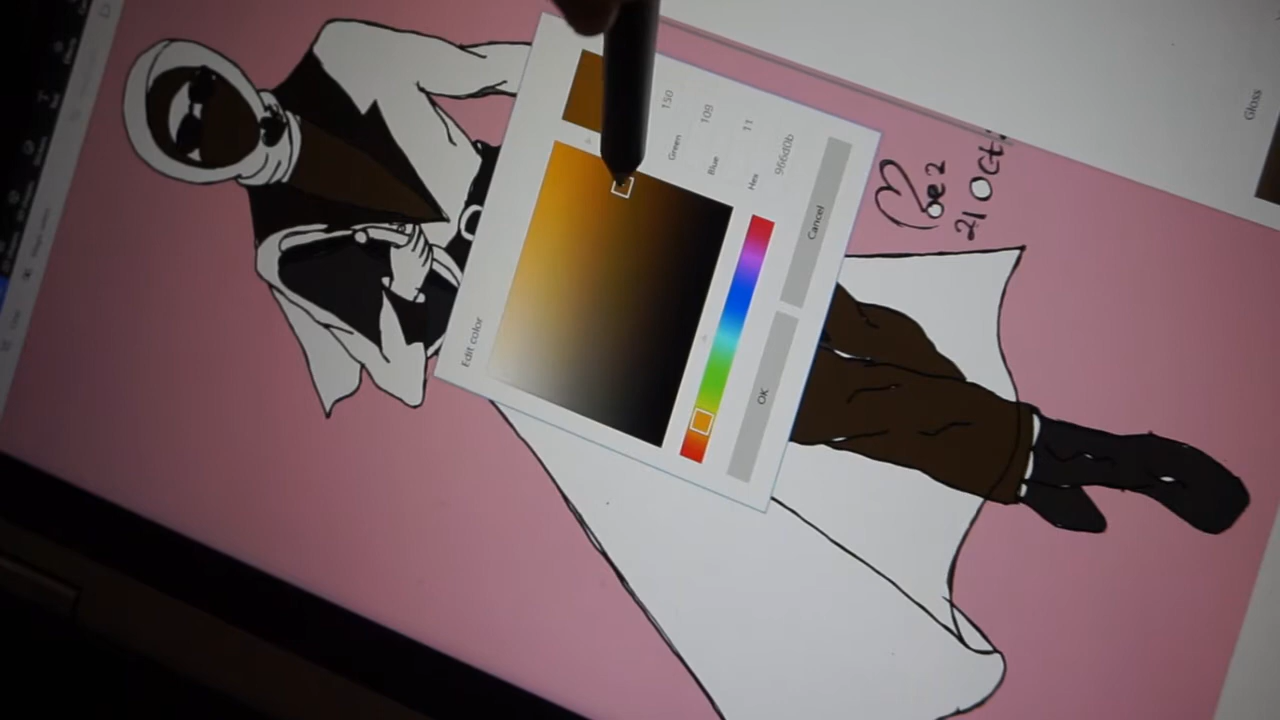 Edit color
150
Green
109
Blue
11
Hex
966d0b
OK
Cancel
21 Oct
Gloss